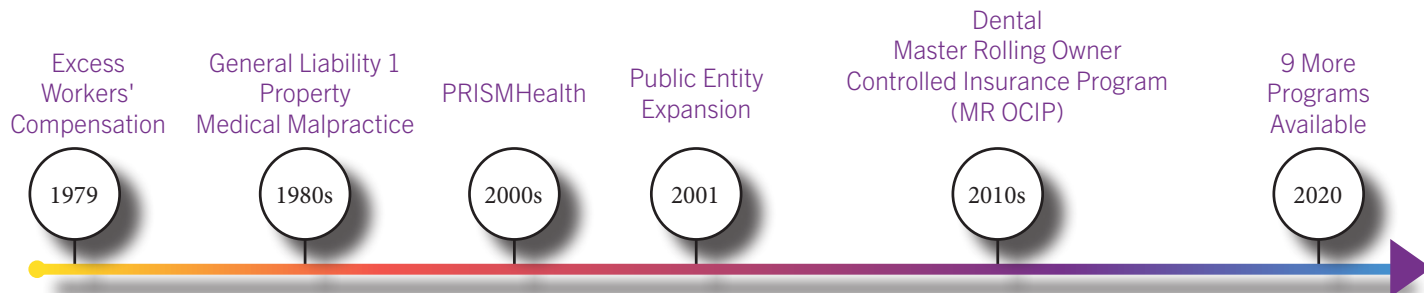 Excess
Workers'
Compensation
1979
General Liability 1
Property
Medical Malpractice
1980s
PRISMHealth
2000s
Public Entity
Expansion
2001
Dental
Master Rolling Owner
Controlled Insurance Program
(MR OCIP)
2010s
9 More
Programs
Available
2020